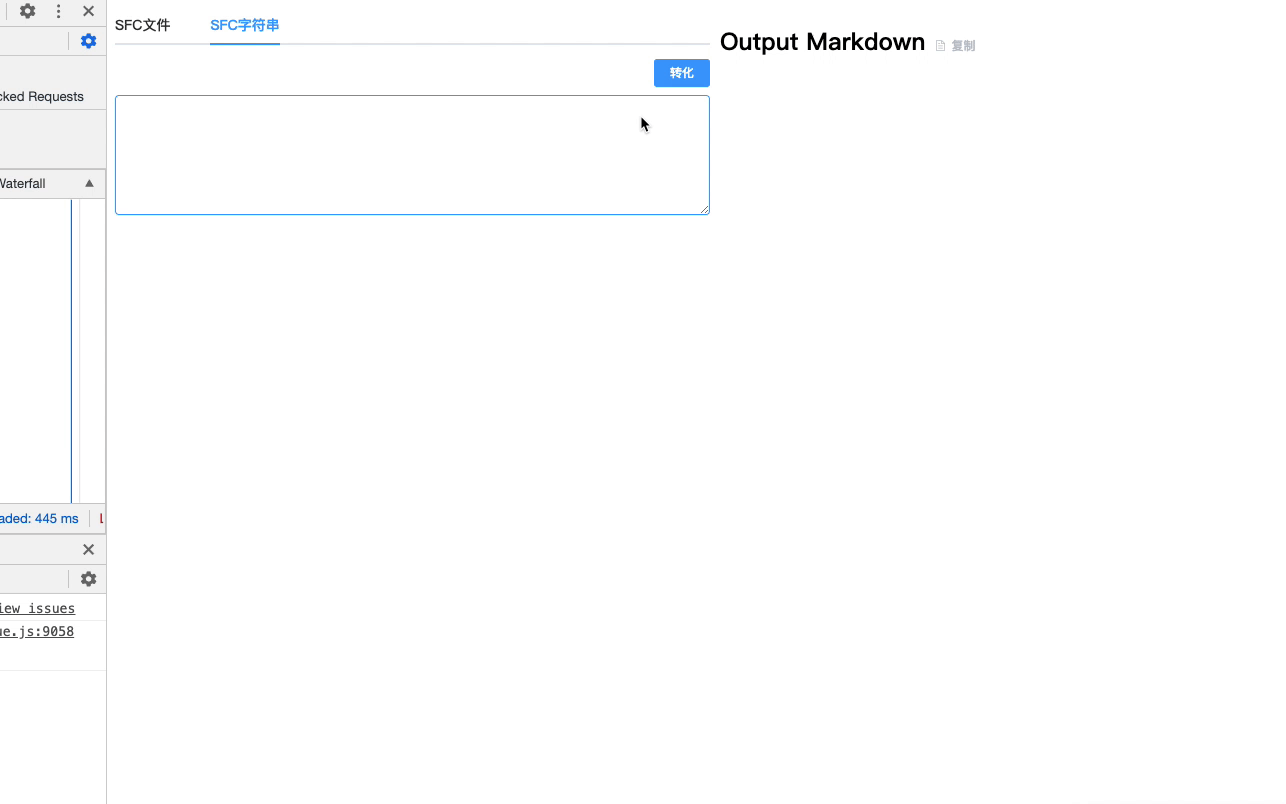 SFC文件
SFC字符串
Output Markdown
复制
转化
cked Requests
Waterfall
aded: 445 ms
iew issues
ue.js:9058